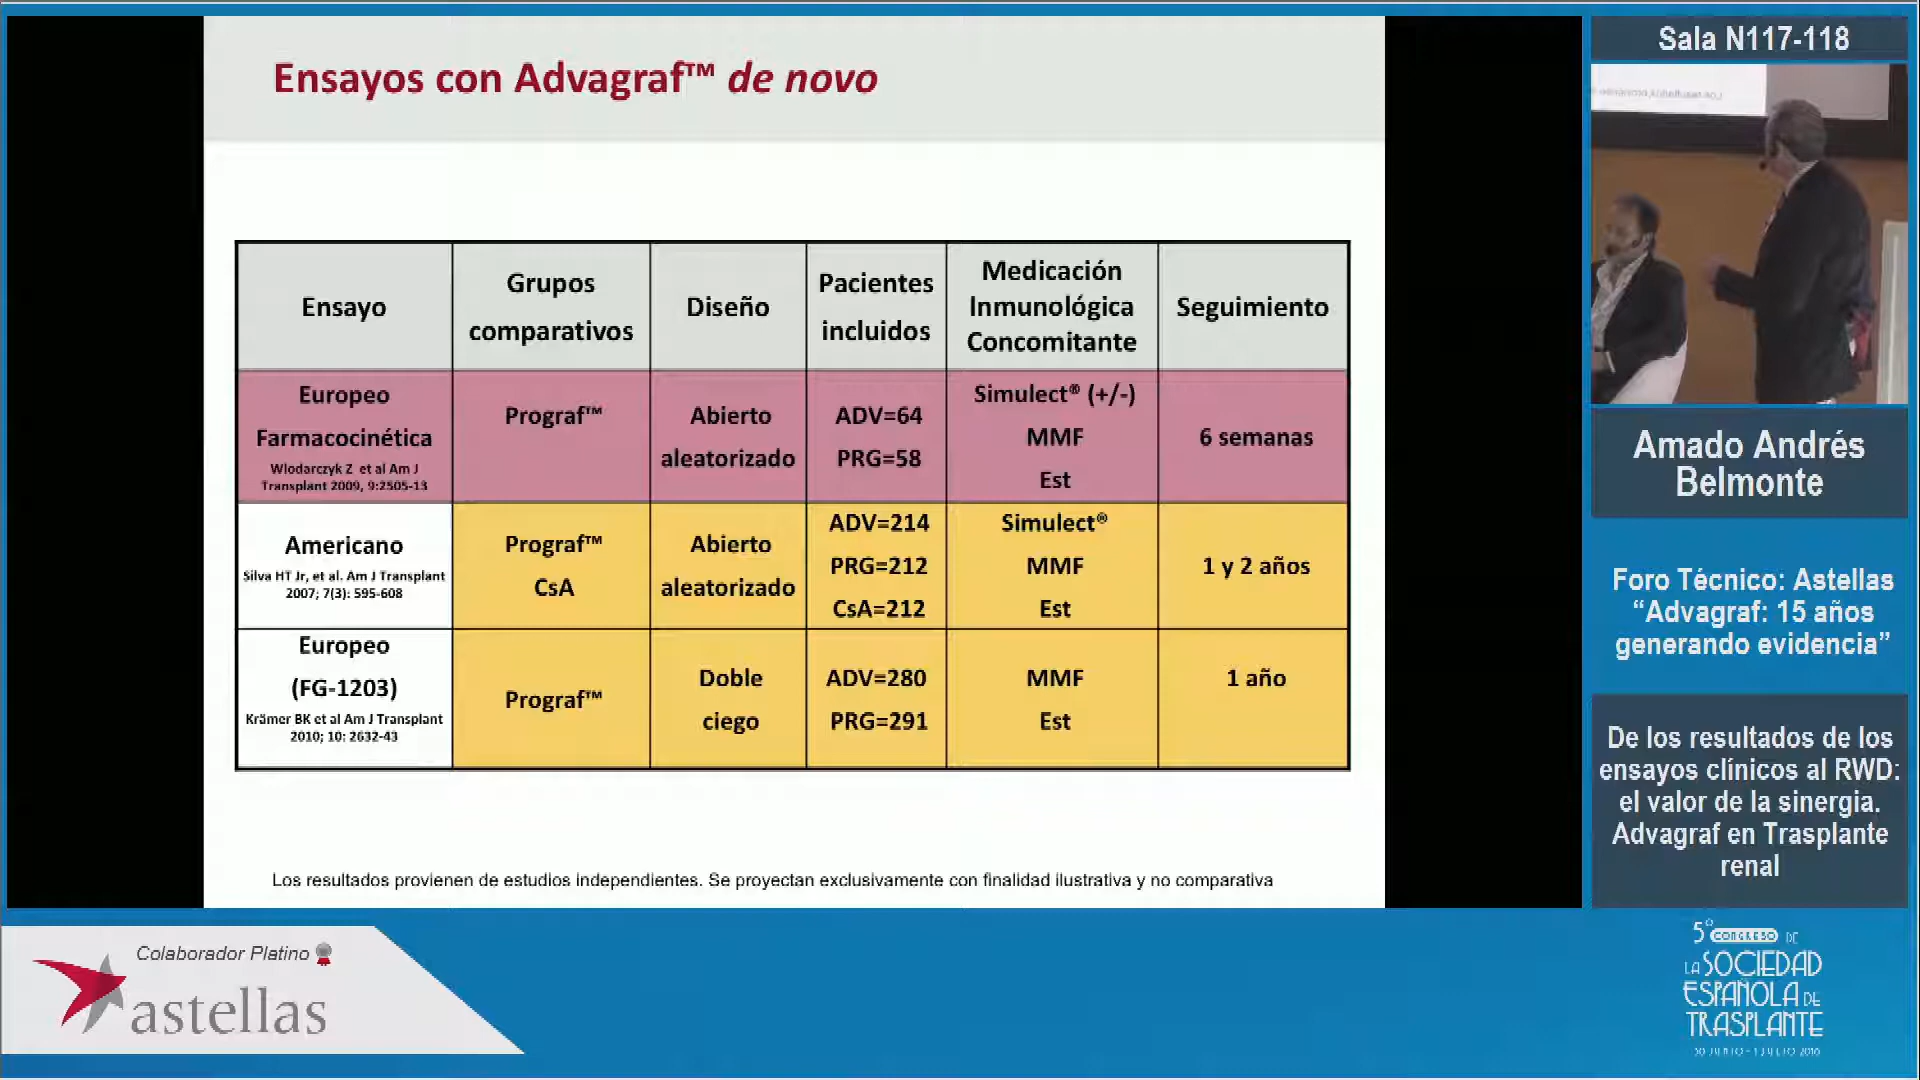 Ensayos con Advagraf™ de novo
Ensayo
Grupos
comparativos
Diseño
Pacientes
incluidos
Medicación
Inmunológica
Concomitante
Seguimiento
Europeo
Farmacocinética
Wlodarczyk Z et al Am J
Transplant 2009, 9:2505-13
Prograf™
Abierto
aleatorizado
ADV=64
PRG=58
Simulect® (+/-)
MMF
Est
6 semanas
Americano
Silva HT Jr, et al. Am J Transplant
2007; 7(3): 595-608
Prograf™
CsA
Abierto
aleatorizado
ADV=214
PRG=212
CsA=212
Simulect®
MMF
Est
1 y 2 años
Europeo
(FG-1203)
Krämer BK et al Am J Transplant
2010; 10: 2632-43
Prograf™
Doble
ciego
ADV=280
PRG=291
MMF
Est
1 año
Los resultados provienen de estudios independientes. Se proyectan exclusivamente con finalidad ilustrativa y no comparativa
Sala N117-118
Amado Andrés
Belmonte
Foro Técnico: Astellas
“Advagraf: 15 años
generando evidencia”
De los resultados de los
ensayos clínicos al RWD:
el valor de la sinergia.
Advagraf en Trasplante
renal
Colaborador Platino
astellas
5º CONGRESO DE
LA SOCIEDAD
ESPAÑOLA DE
TRASPLANTE
30 JUNIO - 1 JULIO 2016